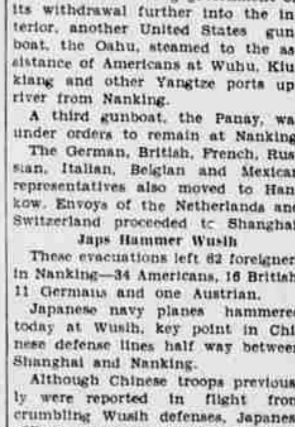 its withdrawal further into the in
terior, another United States gun
boat, the Oahu, steamed to the as
sistance of Americans at Wuhu, Kiu
kiang and other Yangtze ports up
river from Nanking.
A third gunboat, the Panay, wa
under orders to remain at Nanking
The German, British, French, Rus
sian, Italian, Belgian and Mexican
representatives also moved to Han
kow. Envoys of the Netherlands and
Switzerland proceeded to Shanghai
Japs Hammer Wusih
These evacuations left 62 foreigner
in Nanking—34 Americans, 16 British
11 Germans and one Austrian.
Japanese navy planes hammered
today at Wusih, key point in Chi
nese defense lines half way between
Shanghai and Nanking.
Although Chinese troops previous
ly were reported in flight from
crumbling Wusih defenses, Japanes